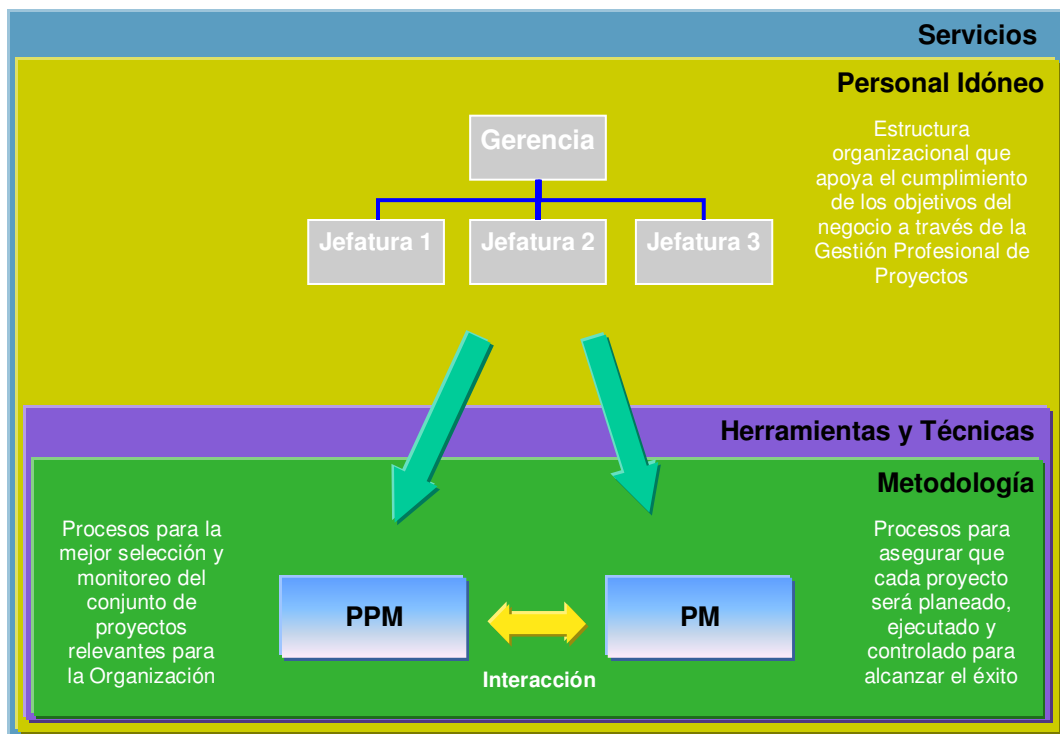 Servicios
Personal Idóneo
Estructura
organizacional que
apoya el cumplimiento
de los objetivos del
negocio a través de la
Gestión Profesional de
Proyectos
Gerencia
Jefatura 1
Jefatura 2
Jefatura 3
Herramientas y Técnicas
Metodología
Procesos para la
mejor selección y
monitoreo del
conjunto de
proyectos
relevantes para
la Organización
PPM
Interacción
PM
Procesos para
asegurar que
cada proyecto
será planeado,
ejecutado y
controlado para
alcanzar el éxito